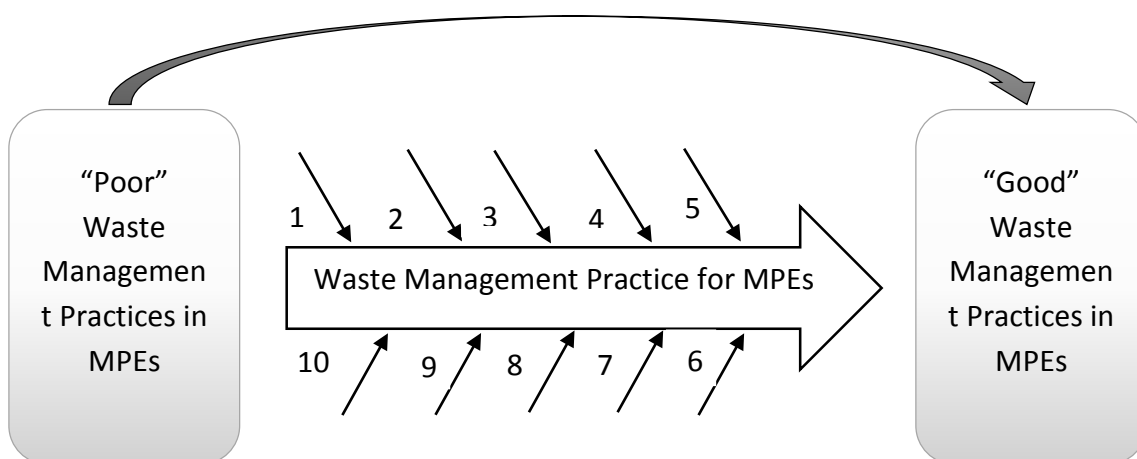 “Poor”
Waste
Managemen
t Practices in
MPEs
1
2
3
4
5
Waste Management Practice for MPEs
10
9
8
7
6
“Good”
Waste
Managemen
t Practices in
MPEs